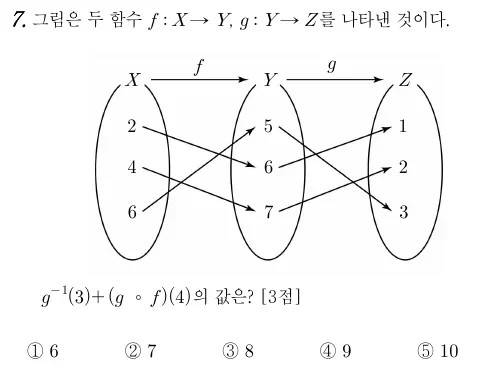 7. 그림은 두 함수 f : X → Y, g : Y → Z를 나타낸 것이다.
f g
X Y Z
2 5 1
4 6 2
6 7 3
g⁻¹(3)+(g ∘ f)(4)의 값은? [3점]
① 6 ② 7 ③ 8 ④ 9 ⑤ 10